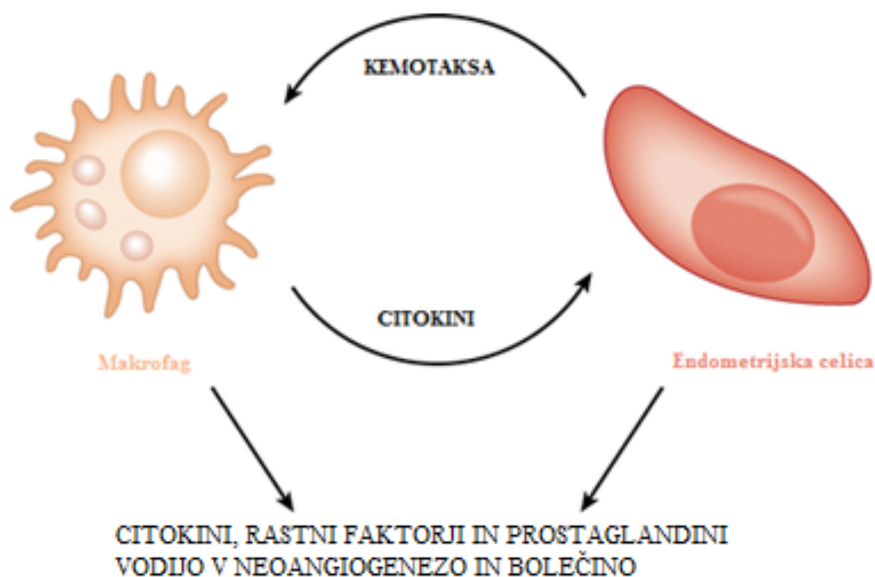 KEMOTAKSA
CITOKINI
Makrofag
Endometrijska celica
CITOKINI, RASTNI FAKTORJI IN PROSTAGLANDINI
VODIJO V NEOANGIOGENEZO IN BOLEČINO